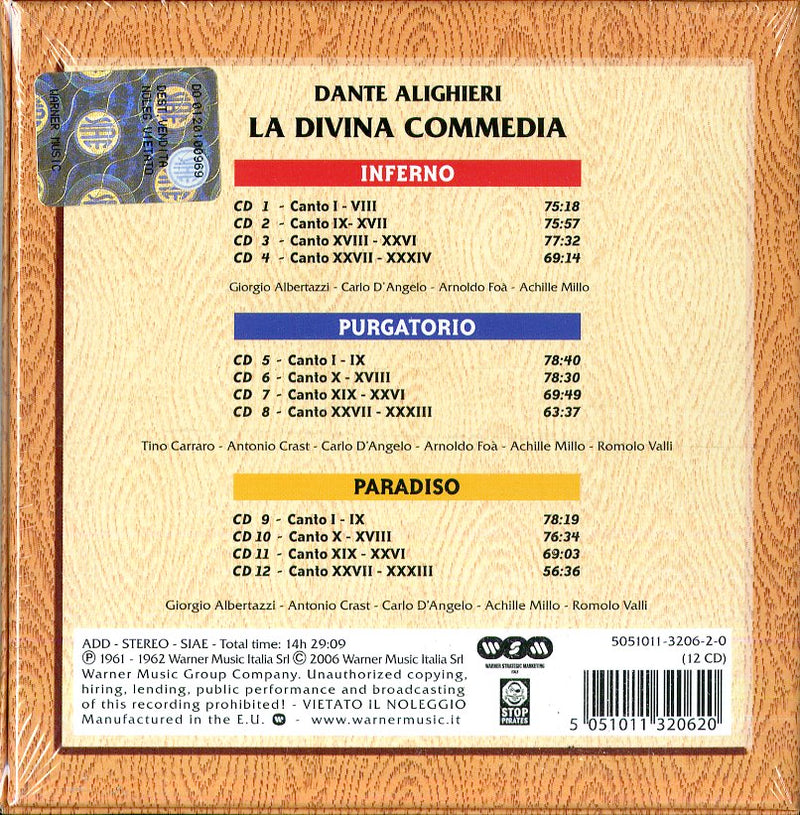 DO 01201 00969
DEST. VENDITA
NOLEG. VIETATO
WARNER MUSIC
DANTE ALIGHIERI
LA DIVINA COMMEDIA
INFERNO
CD 1 - Canto I - VIII 75:18
CD 2 - Canto IX- XVII 75:57
CD 3 - Canto XVIII - XXVI 77:32
CD 4 - Canto XXVII - XXXIV 69:14
Giorgio Albertazzi - Carlo D'Angelo - Arnoldo Foà - Achille Millo
PURGATORIO
CD 5 - Canto I - IX 78:40
CD 6 - Canto X - XVIII 78:30
CD 7 - Canto XIX - XXVI 69:49
CD 8 - Canto XXVII - XXXIII 63:37
Tino Carraro - Antonio Crast - Carlo D'Angelo - Arnoldo Foà - Achille Millo - Romolo Valli
PARADISO
CD 9 - Canto I - IX 78:19
CD 10 - Canto X - XVIII 76:34
CD 11 - Canto XIX - XXVI 69:03
CD 12 - Canto XXVII - XXXIII 56:36
Giorgio Albertazzi - Antonio Crast - Carlo D'Angelo - Achille Millo - Romolo Valli
ADD - STEREO - SIAE - Total time: 14h 29:09
Ⓟ 1961 - 1962 Warner Music Italia Srl © 2006 Warner Music Italia Srl
Warner Music Group Company. Unauthorized copying,
hiring, lending, public performance and broadcasting
of this recording prohibited! - VIETATO IL NOLEGGIO
Manufactured in the E.U. - www.warnermusic.it
WSM
WARNER STRATEGIC MARKETING
STOP
PIRATES
5051011-3206-2-0
(12 CD)
5 051011 320620